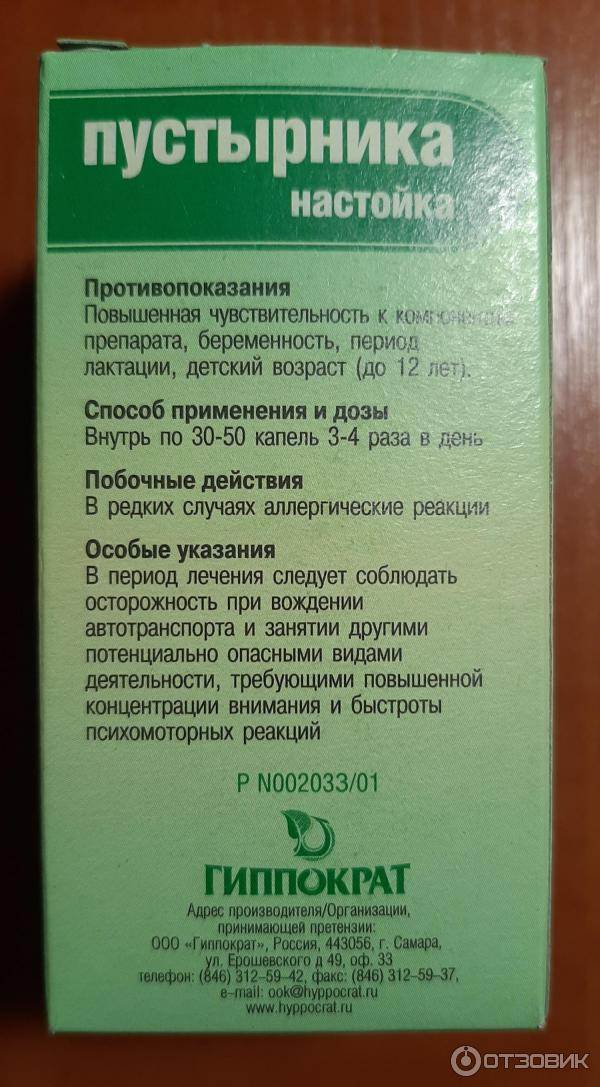 пустырника
настойка
Противопоказания
Повышенная чувствительность к компонентам
препарата, беременность, период
лактации, детский возраст (до 12 лет).
Способ применения и дозы
Внутрь по 30-50 капель 3-4 раза в день
Побочные действия
В редких случаях аллергические реакции
Особые указания
В период лечения следует соблюдать
осторожность при вождении
автотранспорта и занятии другими
потенциально опасными видами
деятельности, требующими повышенной
концентрации внимания и быстроты
психомоторных реакций
Р N002033/01
ГИППОКРАТ
Адрес производителя/Организации,
принимающей претензии:
ООО «Гиппократ», Россия, 443056, г. Самара,
ул. Ерошевского д 49, оф. 33
телефон: (846) 312–59–42, факс: (846) 312–59–37,
e-mail: ook@hyppocrat.ru
www.hyppocrat.ru
ОТЗОВИК